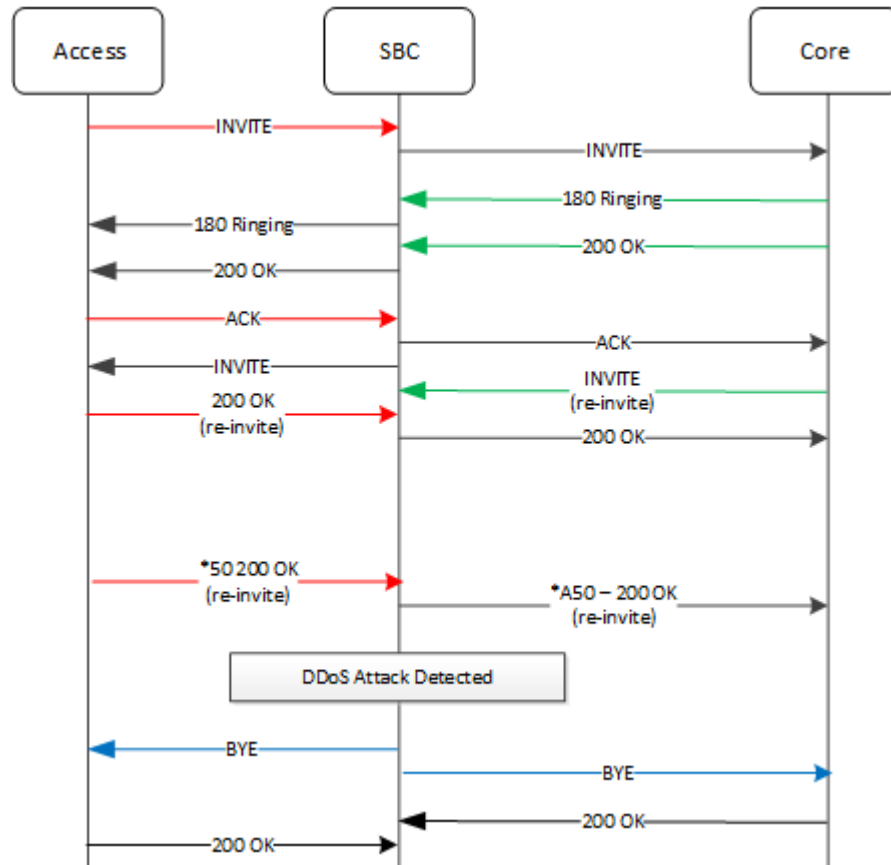 Access
SBC
Core
INVITE
INVITE
180 Ringing
180 Ringing
200 OK
200 OK
ACK
ACK
INVITE
INVITE
(re-invite)
200 OK
(re-invite)
200 OK
*50 200 OK
(re-invite)
*A50 – 200 OK
(re-invite)
DDoS Attack Detected
BYE
BYE
200 OK
200 OK